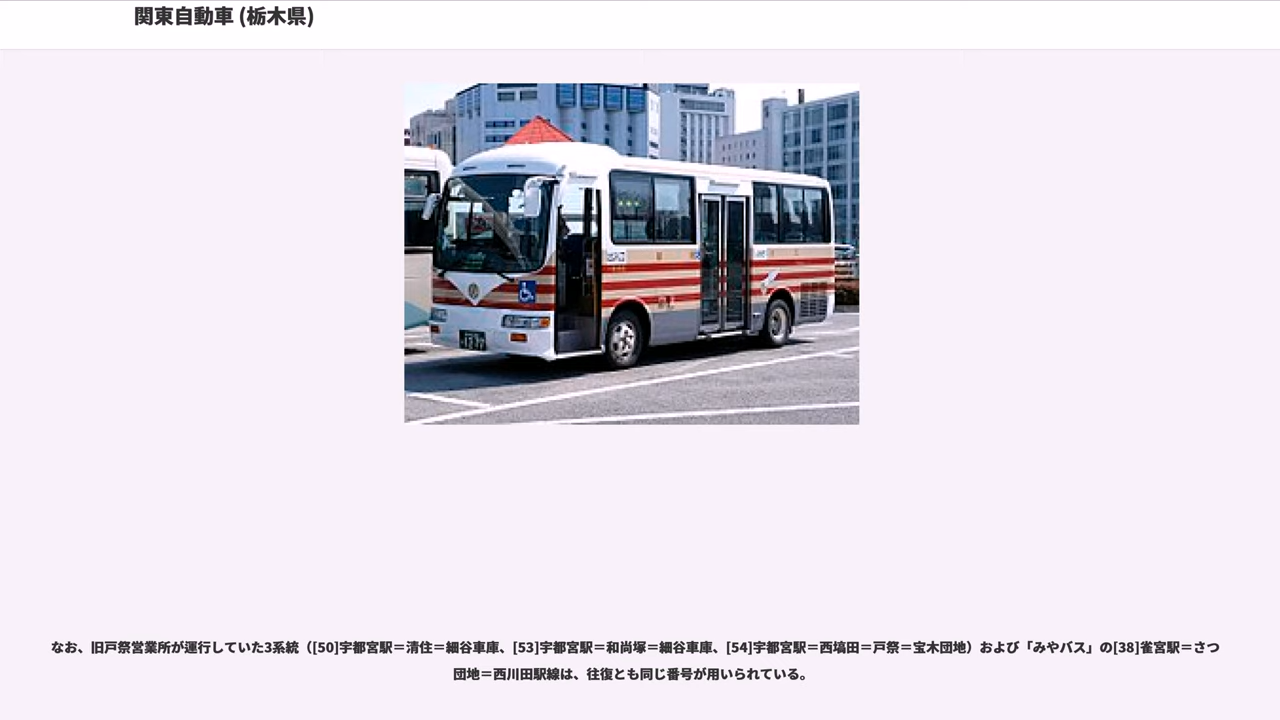 関東自動車 (栃木県)
なお、旧戸祭営業所が運行していた3系統（[50]宇都宮駅＝清住＝細谷車庫、[53]宇都宮駅＝和尚塚＝細谷車庫、[54]宇都宮駅＝西塙田＝戸祭＝宝木団地）および「みやバス」の[38]雀宮駅＝さつ
団地＝西川田駅線は、往復とも同じ番号が用いられている。